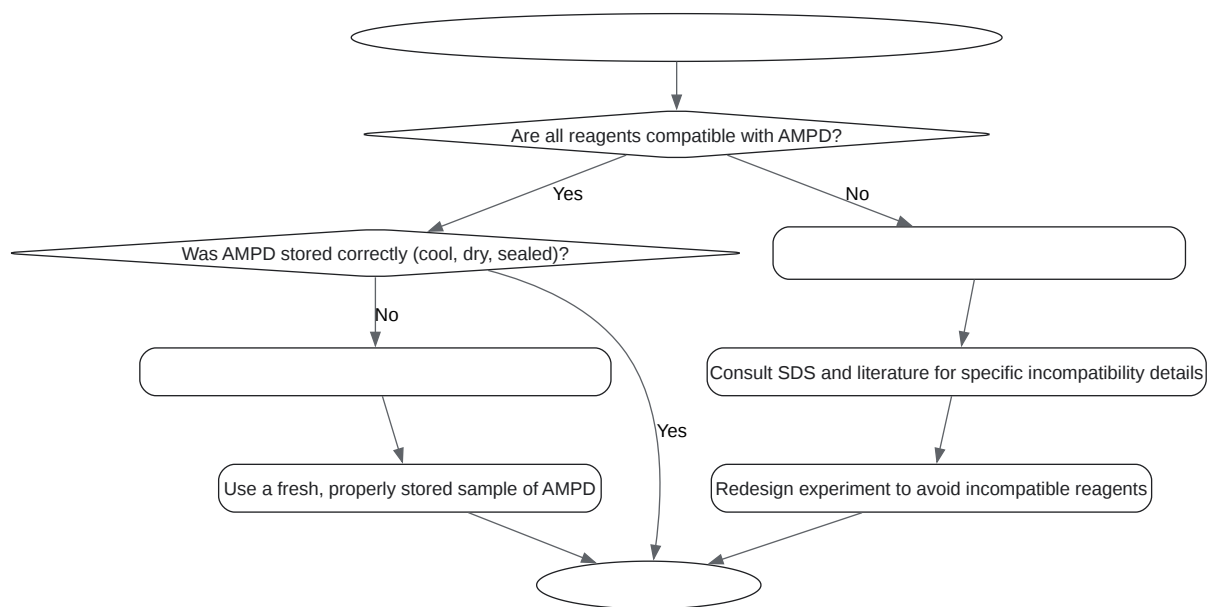 Are all reagents compatible with AMPD?
Yes
No
Was AMPD stored correctly (cool, dry, sealed)?
No
Consult SDS and literature for specific incompatibility details
Yes
Use a fresh, properly stored sample of AMPD
Redesign experiment to avoid incompatible reagents